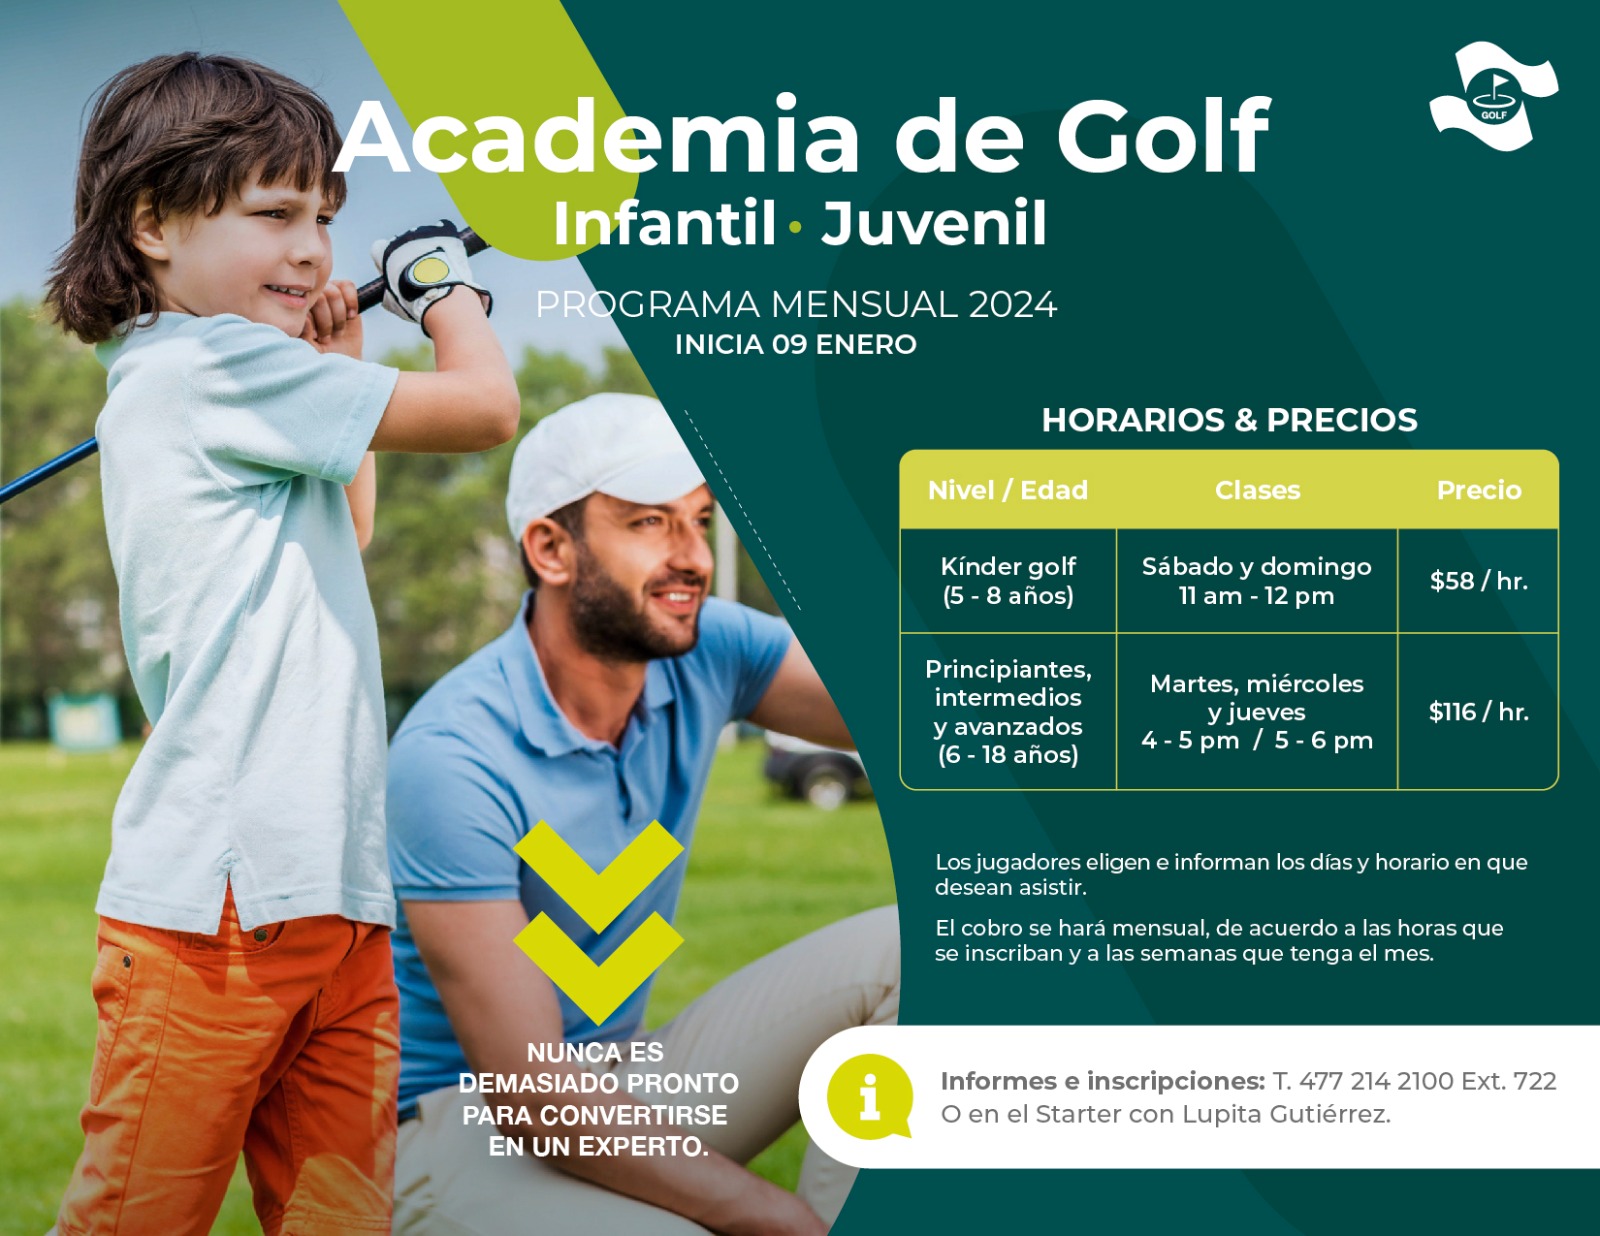 GOLF
Academia de Golf
Infantil · Juvenil
PROGRAMA MENSUAL 2024
INICIA 09 ENERO
HORARIOS & PRECIOS
Nivel / Edad Clases Precio
Kínder golf
(5 - 8 años)
Sábado y domingo
11 am - 12 pm
$58 / hr.
Principiantes,
intermedios
y avanzados
(6 - 18 años)
Martes, miércoles
y jueves
4 - 5 pm / 5 - 6 pm
$116 / hr.
Los jugadores eligen e informan los días y horario en que
desean asistir.
El cobro se hará mensual, de acuerdo a las horas que
se inscriban y a las semanas que tenga el mes.
NUNCA ES
DEMASIADO PRONTO
PARA CONVERTIRSE
EN UN EXPERTO.
Informes e inscripciones: T. 477 214 2100 Ext. 722
O en el Starter con Lupita Gutiérrez.